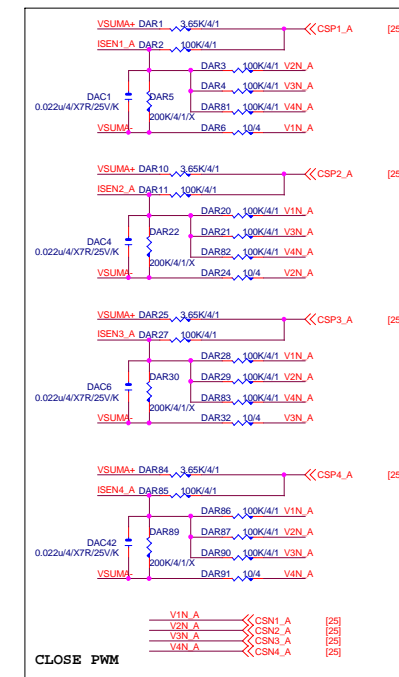 VSUMA+ DAR1 3.65K/4/1 CSP1_A [25
ISEN1_A DAR2 100K/4/1
DAR3 100K/4/1 V2N_A
DAC1 DAR5 DAR4 100K/4/1 V3N_A
0.022u/4/X7R/25V/K 200K/4/1/X DAR81 100K/4/1 V4N_A
VSUMA- DAR6 10/4 V1N_A
VSUMA+ DAR10 3.65K/4/1 CSP2_A [25
ISEN2_A DAR11 100K/4/1
DAR20 100K/4/1 V1N_A
DAC4 DAR22 DAR21 100K/4/1 V3N_A
0.022u/4/X7R/25V/K 200K/4/1/X DAR82 100K/4/1 V4N_A
VSUMA- DAR24 10/4 V2N_A
VSUMA+ DAR25 3.65K/4/1 CSP3_A [25
ISEN3_A DAR27 100K/4/1
DAR28 100K/4/1 V1N_A
DAC6 DAR30 DAR29 100K/4/1 V2N_A
0.022u/4/X7R/25V/K 200K/4/1/X DAR83 100K/4/1 V4N_A
VSUMA- DAR32 10/4 V3N_A
VSUMA+ DAR84 3.65K/4/1 CSP4_A [25
ISEN4_A DAR85 100K/4/1
DAR86 100K/4/1 V1N_A
DAC42 DAR89 DAR87 100K/4/1 V2N_A
0.022u/4/X7R/25V/K 200K/4/1/X DAR90 100K/4/1 V3N_A
VSUMA- DAR91 10/4 V4N_A
V1N_A CSN1_A [25]
V2N_A CSN2_A [25]
V3N_A CSN3_A [25]
V4N_A CSN4_A [25]
CLOSE PWM